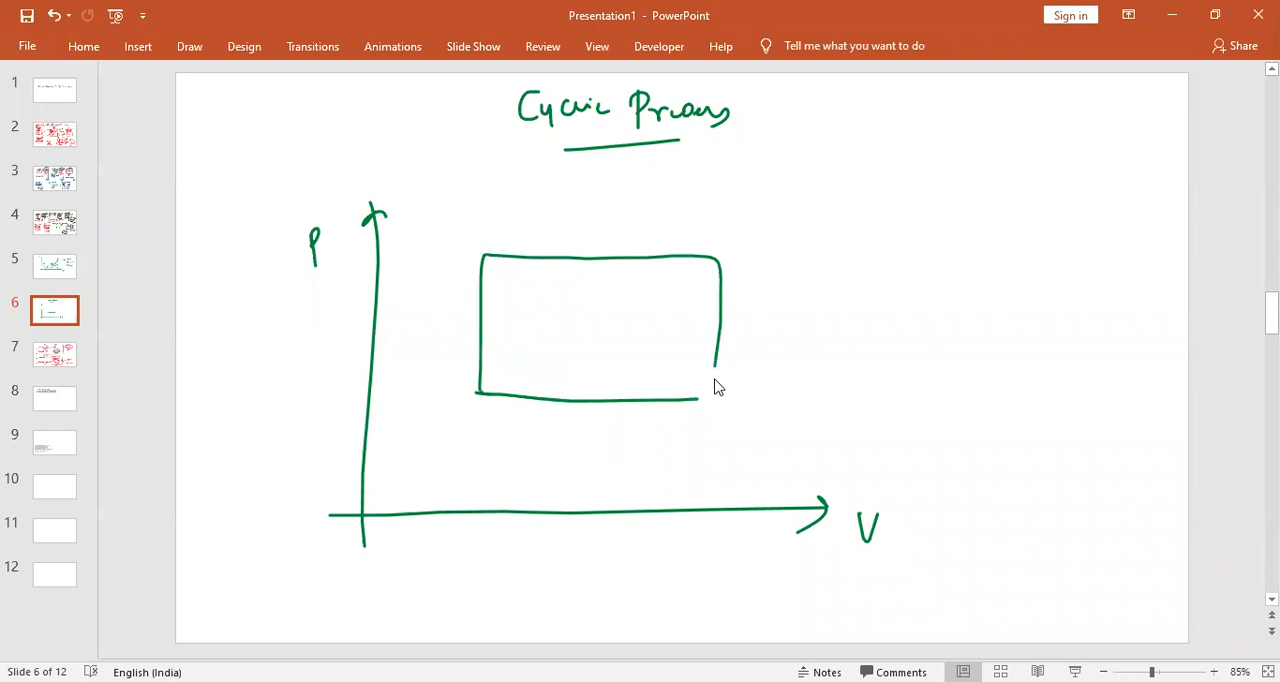 Presentation1 - PowerPoint
Sign in
File Home Insert Draw Design Transitions Animations Slide Show Review View Developer Help Tell me what you want to do Share
1
2
3
4
5
6
7
8
9
10
11
12
Cyclic Process
P
V
Slide 6 of 12 English (India) Notes Comments 85%